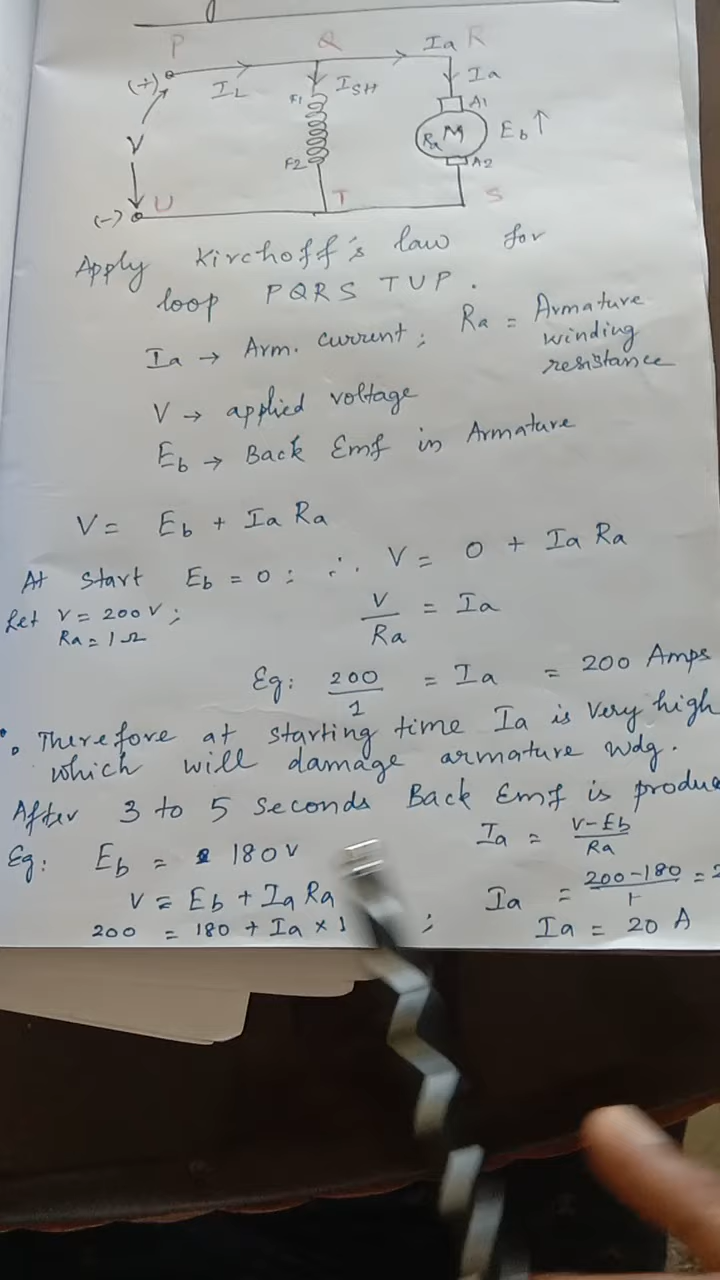 P Q Ia R
(+) IL ISH Ia
F1 A1
V Ra M Eb ↑
F2 A2
(-) U T S
Apply Kirchoff's law for
loop PQRS TUP.
Ia → Arm. current; Ra = Armature
winding
resistance
V → applied voltage
Eb → Back Emf in Armature
V = Eb + Ia Ra
At start Eb = 0: ∴ V = 0 + Ia Ra
Let V = 200 V;
Ra = 1 Ω
V/Ra = Ia
Eg: 200/1 = Ia = 200 Amps
∴ Therefore at starting time Ia is very high
which will damage armature wdg.
After 3 to 5 seconds Back Emf is
Eg: Eb = 180 V Ia = V-Eb/Ra
V = Eb + Ia Ra Ia = 200-180/1 =
200 = 180 + Ia × 1 ; Ia = 20 A